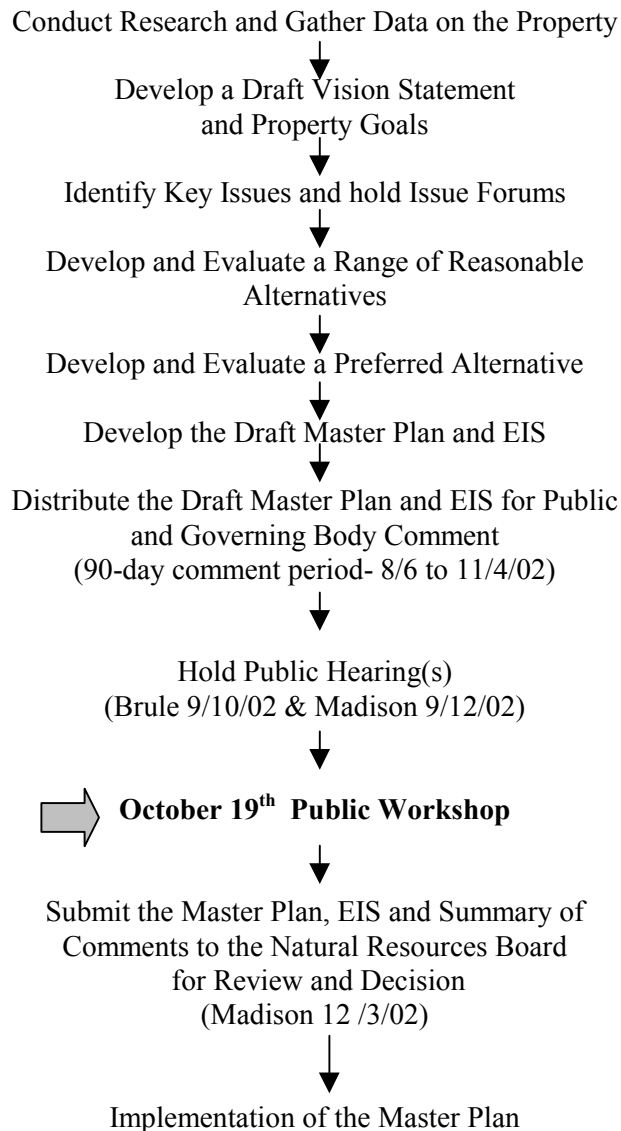 Conduct Research and Gather Data on the Property
Develop a Draft Vision Statement
and Property Goals
Identify Key Issues and hold Issue Forums
Develop and Evaluate a Range of Reasonable
Alternatives
Develop and Evaluate a Preferred Alternative
Develop the Draft Master Plan and EIS
Distribute the Draft Master Plan and EIS for Public
and Governing Body Comment
(90-day comment period- 8/6 to 11/4/02)
Hold Public Hearing(s)
(Brule 9/10/02 & Madison 9/12/02)
October 19th Public Workshop
Submit the Master Plan, EIS and Summary of
Comments to the Natural Resources Board
for Review and Decision
(Madison 12 /3/02)
Implementation of the Master Plan